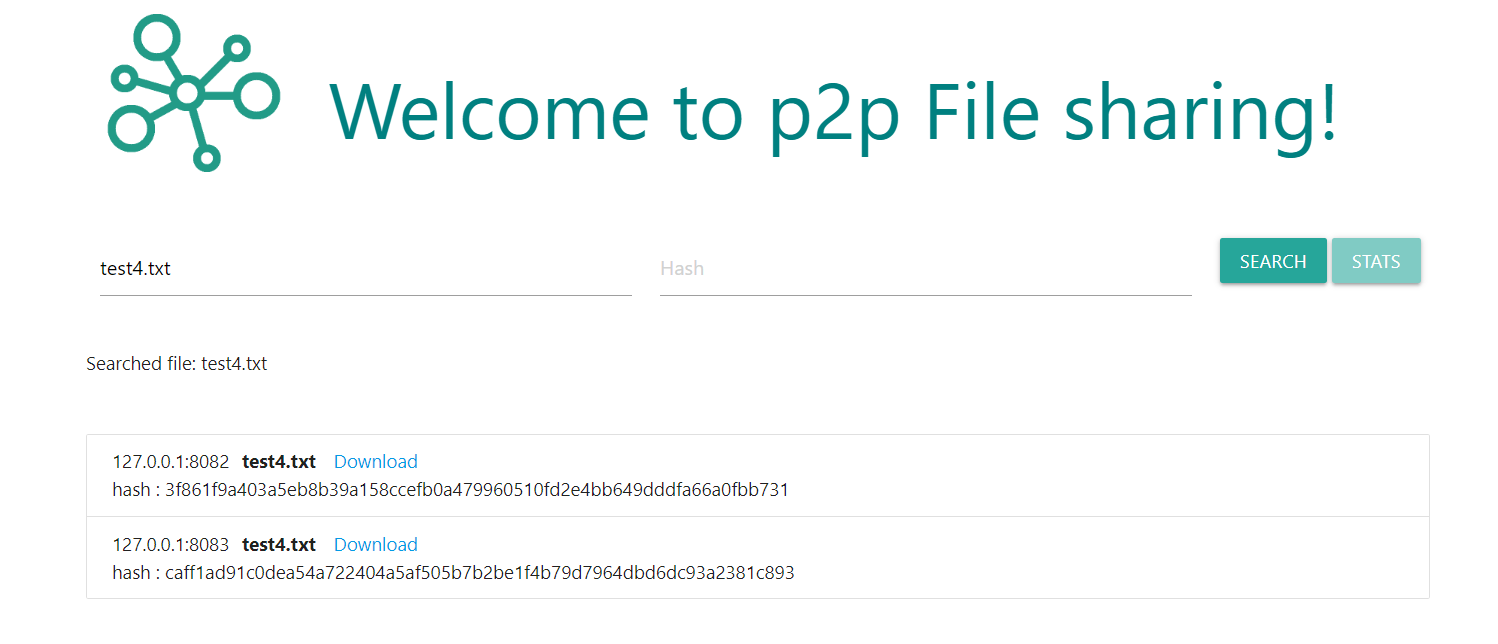 Welcome to p2p File sharing!
test4.txt
Hash
SEARCH
STATS
Searched file: test4.txt
127.0.0.1:8082 test4.txt Download
hash : 3f861f9a403a5eb8b39a158ccefb0a479960510fd2e4bb649dddfa66a0fbb731
127.0.0.1:8083 test4.txt Download
hash : caff1ad91c0dea54a722404a5af505b7b2be1f4b79d7964dbd6dc93a2381c893